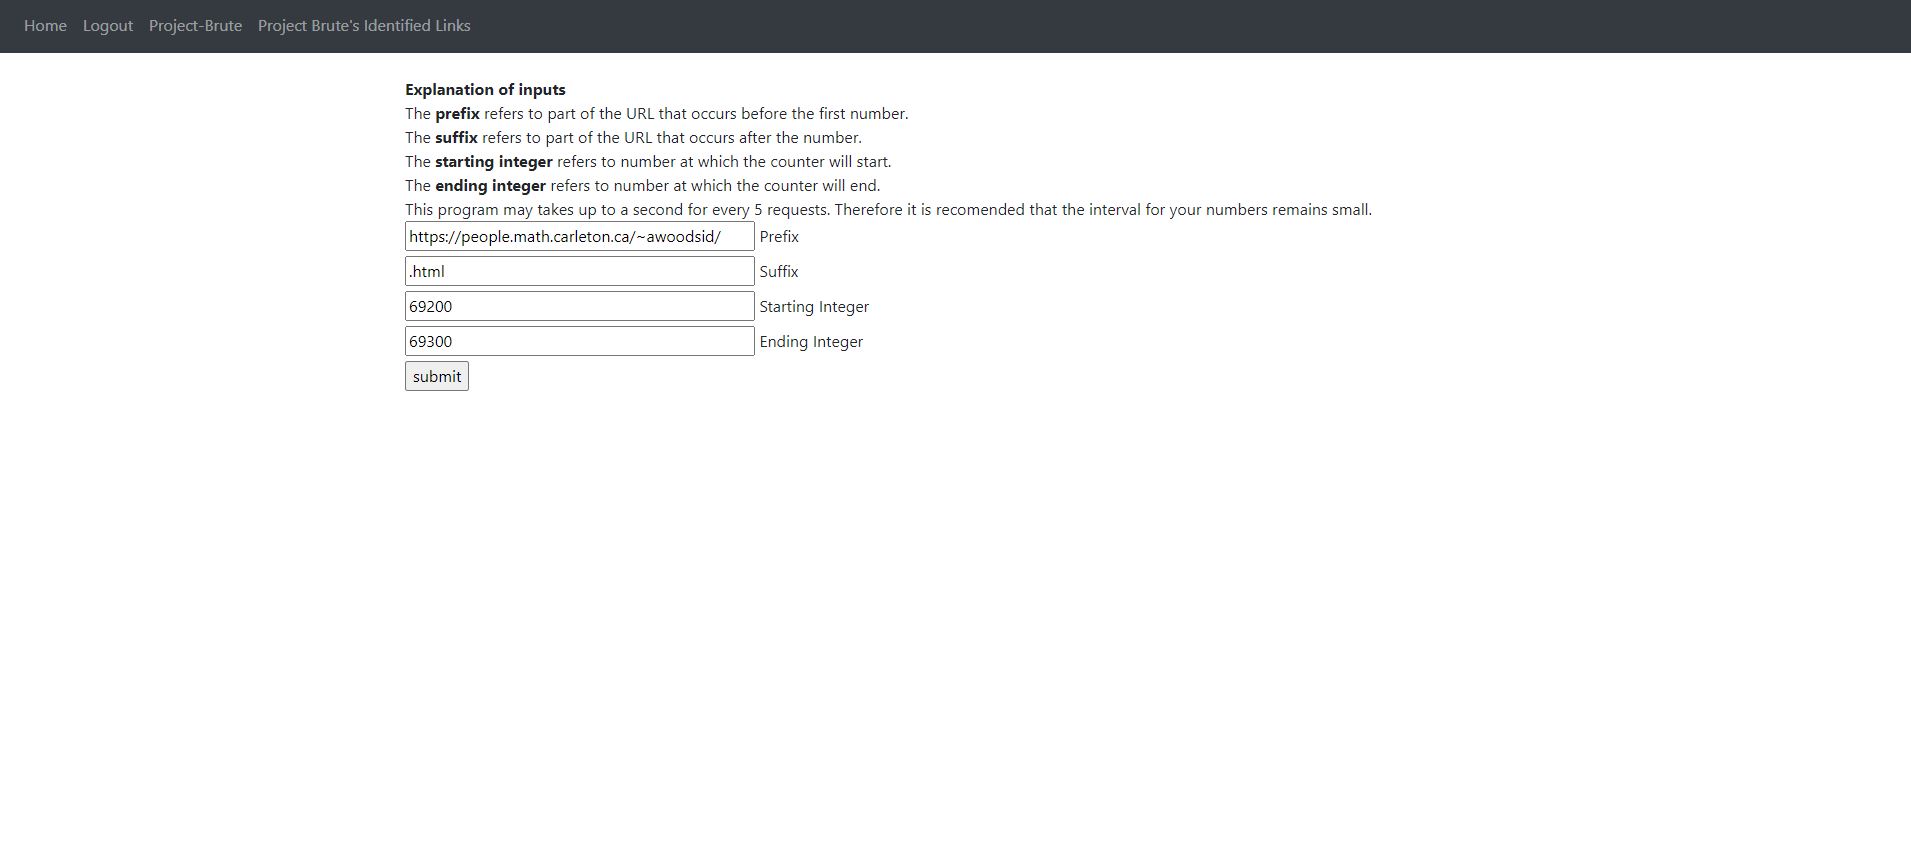 Home Logout Project-Brute Project Brute's Identified Links
Explanation of inputs
The prefix refers to part of the URL that occurs before the first number.
The suffix refers to part of the URL that occurs after the number.
The starting integer refers to number at which the counter will start.
The ending integer refers to number at which the counter will end.
This program may takes up to a second for every 5 requests. Therefore it is recomended that the interval for your numbers remains small.
https://people.math.carleton.ca/~awoodsid/ Prefix
.html Suffix
69200 Starting Integer
69300 Ending Integer
submit